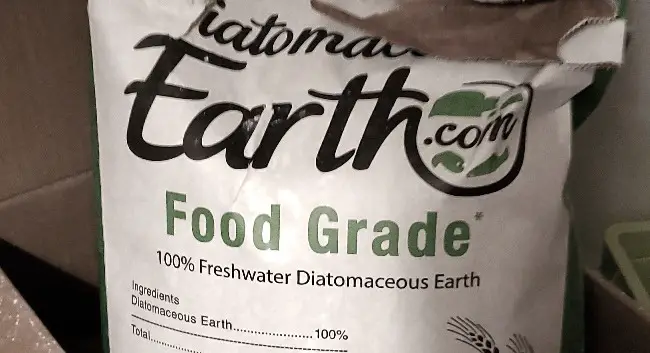 Earth
.com
Food Grade*
100% Freshwater Diatomaceous Earth
Ingredients
Diatomaceous Earth.....................100%
Total.....